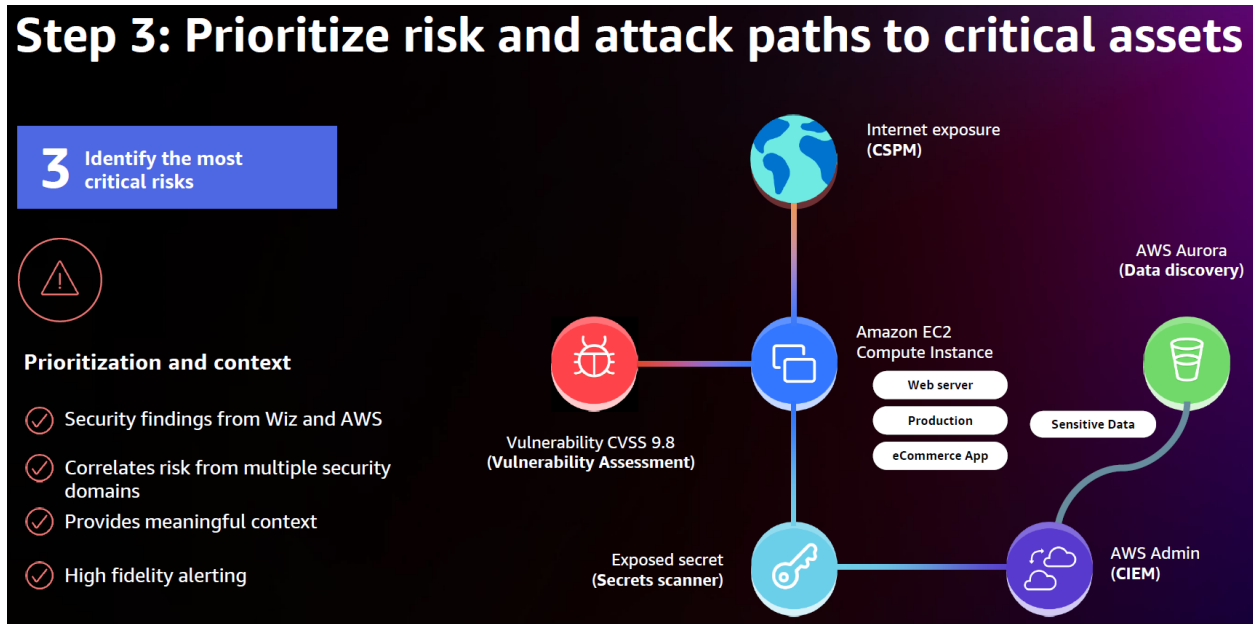 Step 3: Prioritize risk and attack paths to critical assets
3
Identify the most
critical risks
Prioritization and context
Security findings from Wiz and AWS
Correlates risk from multiple security
domains
Provides meaningful context
High fidelity alerting
Internet exposure
(CSPM)
AWS Aurora
(Data discovery)
Amazon EC2
Compute Instance
Web server
Production
eCommerce App
Sensitive Data
Vulnerability CVSS 9.8
(Vulnerability Assessment)
Exposed secret
(Secrets scanner)
AWS Admin
(CIEM)